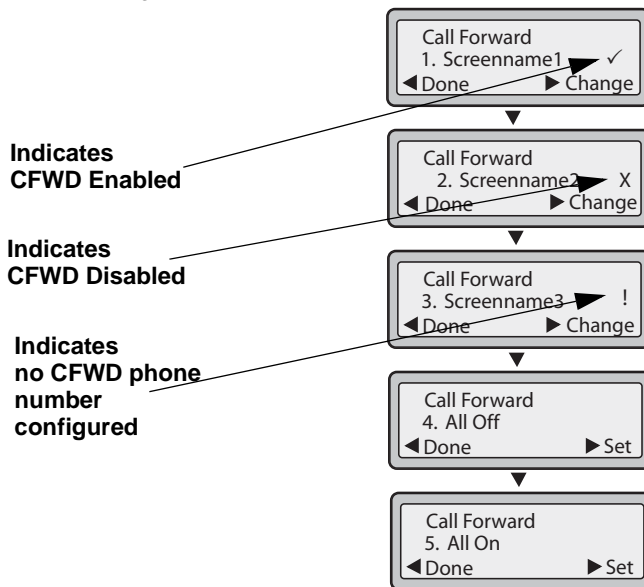 Call Forward
1. Screenname1 ✓
◀Done ▶Change
▼
Indicates
CFWD Enabled
Call Forward
2. Screenname2 X
◀Done ▶Change
▼
Indicates
CFWD Disabled
Call Forward
3. Screenname3 !
◀Done ▶Change
▼
Indicates
no CFWD phone
number
configured
Call Forward
4. All Off
◀Done ▶Set
▼
Call Forward
5. All On
◀Done ▶Set